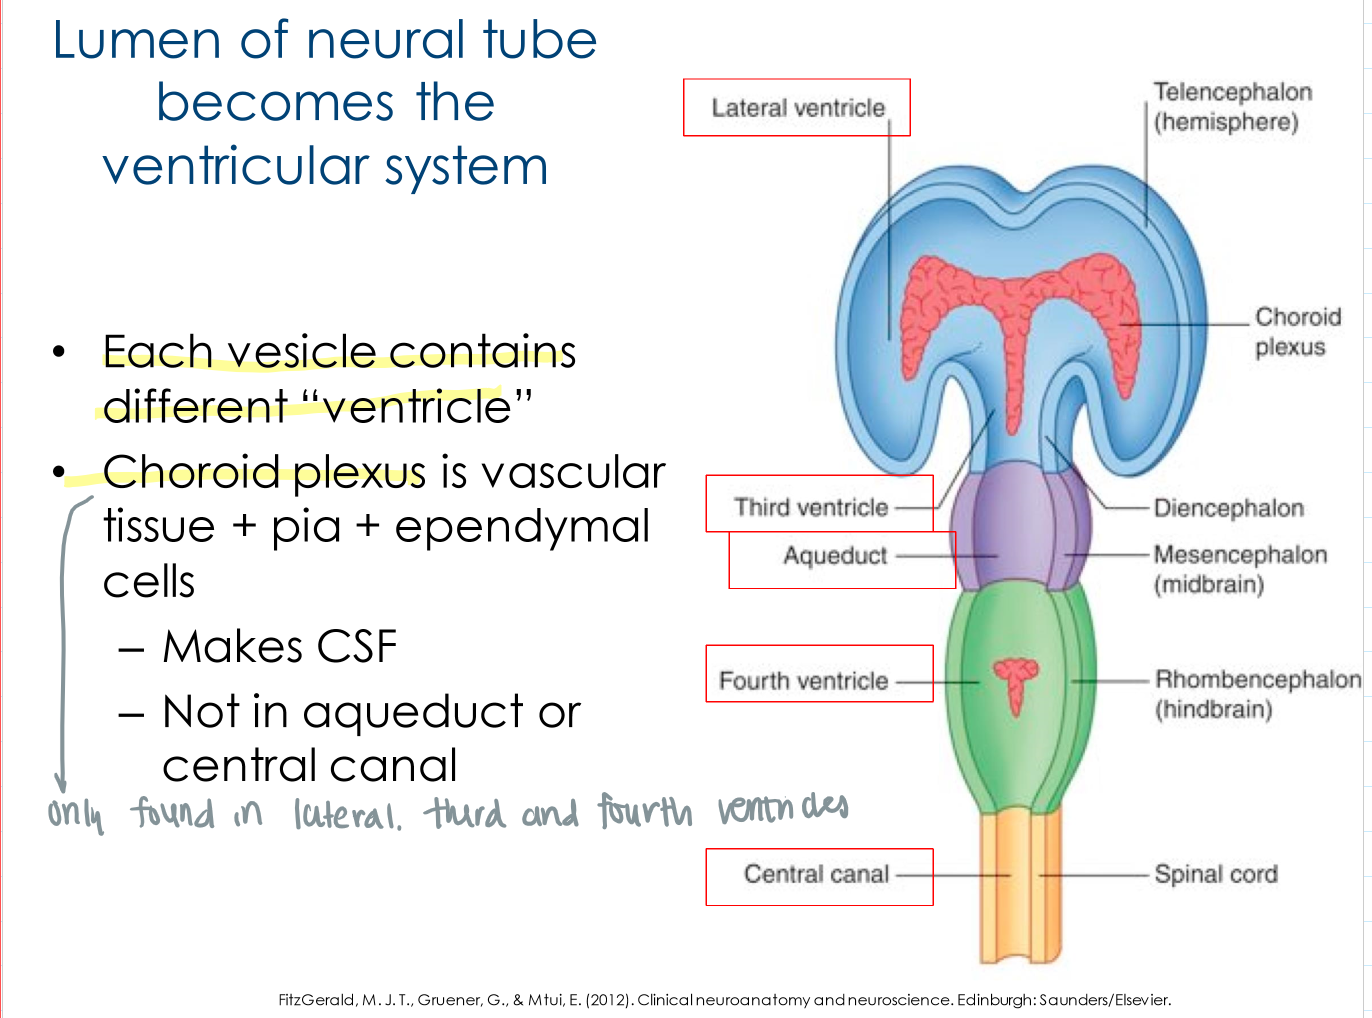 Lumen of neural tube
becomes the
ventricular system
• Each vesicle contains
different “ventricle”
• Choroid plexus is vascular
tissue + pia + ependymal
cells
– Makes CSF
– Not in aqueduct or
central canal
only found in lateral. third and fourth ventricles
Lateral ventricle
Telencephalon
(hemisphere)
Choroid
plexus
Third ventricle
Diencephalon
Aqueduct
Mesencephalon
(midbrain)
Fourth ventricle
Rhombencephalon
(hindbrain)
Central canal
Spinal cord
FitzGerald, M. J. T., Gruener, G., & Mtui, E. (2012). Clinical neuroanatomy and neuroscience. Edinburgh: Saunders/Elsevier.